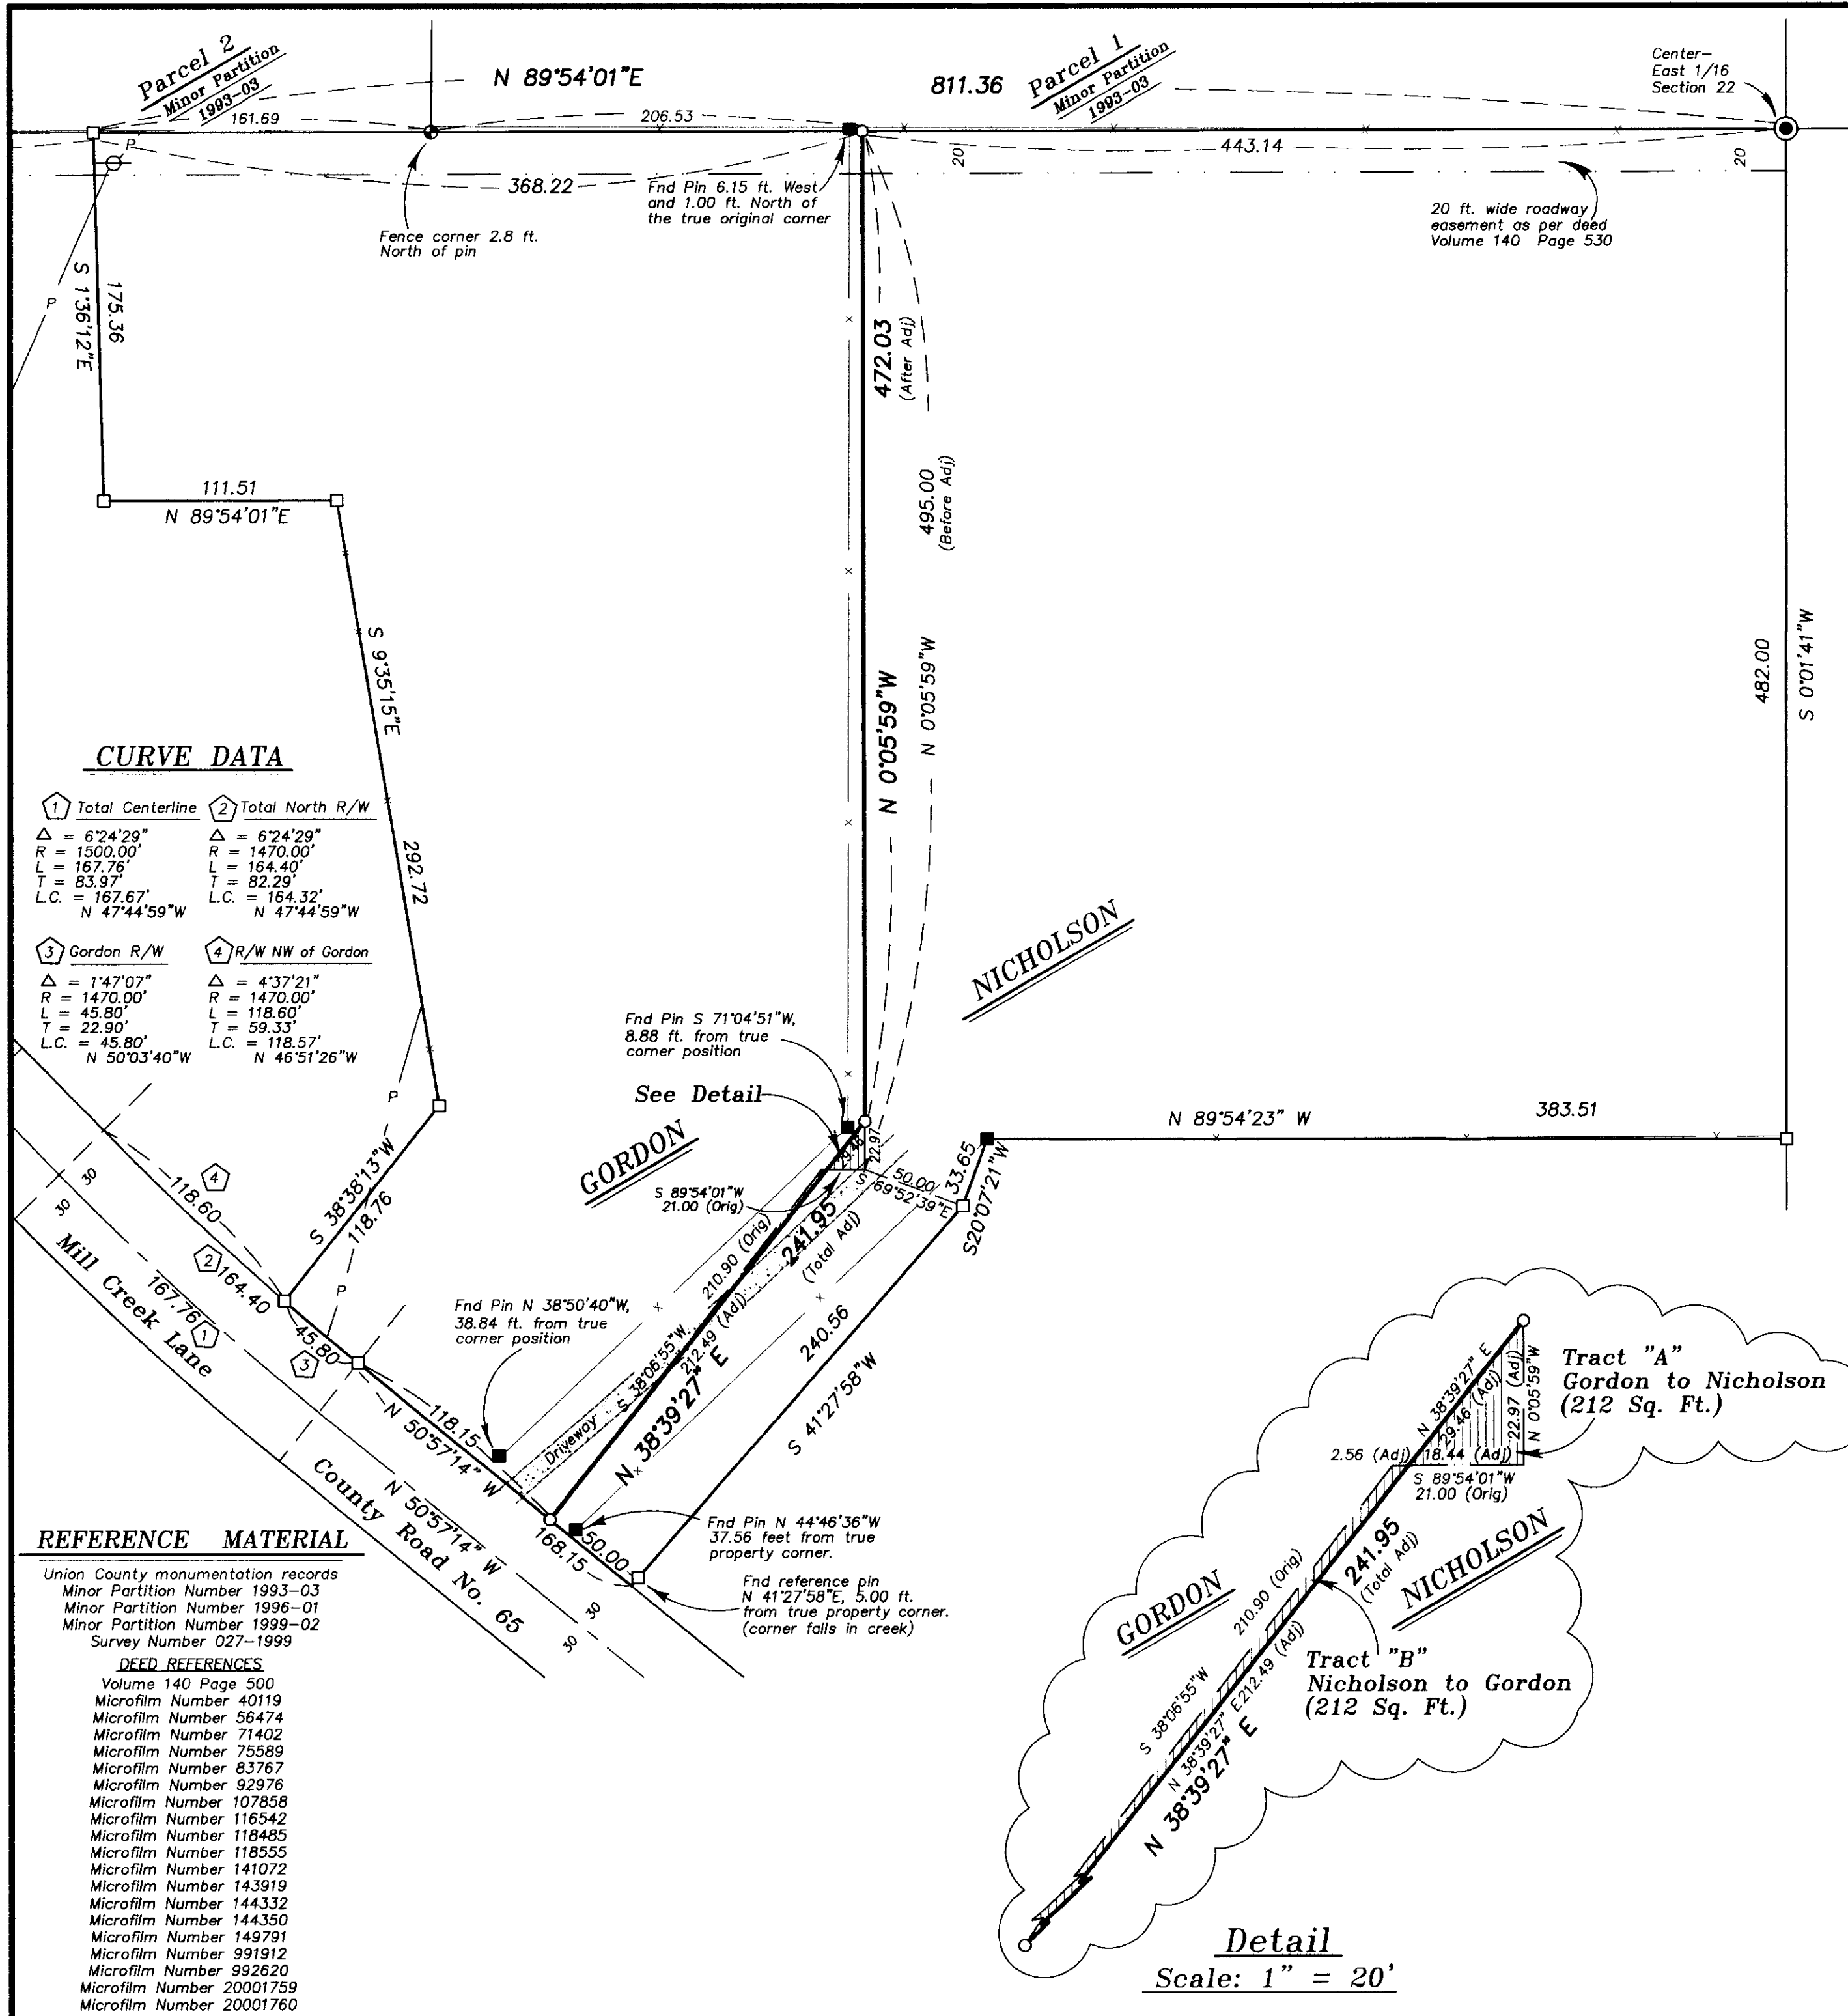 Parcel 2
Minor Partition
1993-03
N 89°54'01"E
811.36
Parcel 1
Minor Partition
1993-03
Center-
East 1/16
Section 22
161.69
206.53
443.14
20
20
P
368.22
Fnd Pin 6.15 ft. West
and 1.00 ft. North of
the true original corner
Fence corner 2.8 ft.
North of pin
20 ft. wide roadway
easement as per deed
Volume 140 Page 530
P
S 1°36'12"E
175.36
472.03
(After Adj)
495.00
(Before Adj)
111.51
N 89°54'01"E
S 9°35'15"E
292.72
N 0°05'59"W
N 0°05'59"W
482.00
S 0°01'41"W
CURVE DATA
1 Total Centerline
Δ = 6°24'29"
R = 1500.00'
L = 167.76'
T = 83.97'
L.C. = 167.67'
N 47°44'59"W
2 Total North R/W
Δ = 6°24'29"
R = 1470.00'
L = 164.40'
T = 82.29'
L.C. = 164.32'
N 47°44'59"W
3 Gordon R/W
Δ = 1°47'07"
R = 1470.00'
L = 45.80'
T = 22.90'
L.C. = 45.80'
N 50°03'40"W
4 R/W NW of Gordon
Δ = 4°37'21"
R = 1470.00'
L = 118.60'
T = 59.33'
L.C. = 118.57'
N 46°51'26"W
NICHOLSON
Fnd Pin S 71°04'51"W,
8.88 ft. from true
corner position
See Detail
GORDON
N 89°54'23" W
383.51
22.97
33.65
S20°07'21"W
50.00
S 69°52'39"E
S 89°54'01"W
21.00 (Orig)
P
S 38°38'13"W
118.76
P
4
118.60
30
30
2
164.40
167.76
1
45.80
3
Mill Creek Lane
Fnd Pin N 38°50'40"W,
38.84 ft. from true
corner position
210.90 (Orig)
241.95
(Total Adj)
S 38°06'55"W
212.49 (Adj)
N 38°39'27" E
240.56
S 41°27'58"W
Driveway
118.15
N 50°57'14" W
N 50°57'14" W
County Road No. 65
168.15
50.00
30
30
Fnd Pin N 44°46'36"W
37.56 feet from true
property corner.
Fnd reference pin
N 41°27'58"E, 5.00 ft.
from true property corner.
(corner falls in creek)
REFERENCE MATERIAL
Union County monumentation records
Minor Partition Number 1993-03
Minor Partition Number 1996-01
Minor Partition Number 1999-02
Survey Number 027-1999
DEED REFERENCES
Volume 140 Page 500
Microfilm Number 40119
Microfilm Number 56474
Microfilm Number 71402
Microfilm Number 75589
Microfilm Number 83767
Microfilm Number 92976
Microfilm Number 107858
Microfilm Number 116542
Microfilm Number 118485
Microfilm Number 118555
Microfilm Number 141072
Microfilm Number 143919
Microfilm Number 144332
Microfilm Number 144350
Microfilm Number 149791
Microfilm Number 991912
Microfilm Number 992620
Microfilm Number 20001759
Microfilm Number 20001760
N 38°39'27" E
29.46 (Adj)
22.97 (Adj)
N 0°05'59"W
Tract "A"
Gordon to Nicholson
(212 Sq. Ft.)
2.56 (Adj)
18.44 (Adj)
S 89°54'01"W
21.00 (Orig)
241.95
(Total Adj)
NICHOLSON
GORDON
210.90 (Orig)
S 38°06'55"W
N 38°39'27" E
212.49 (Adj)
N 38°39'27" E
Tract "B"
Nicholson to Gordon
(212 Sq. Ft.)
Detail
Scale: 1" = 20'